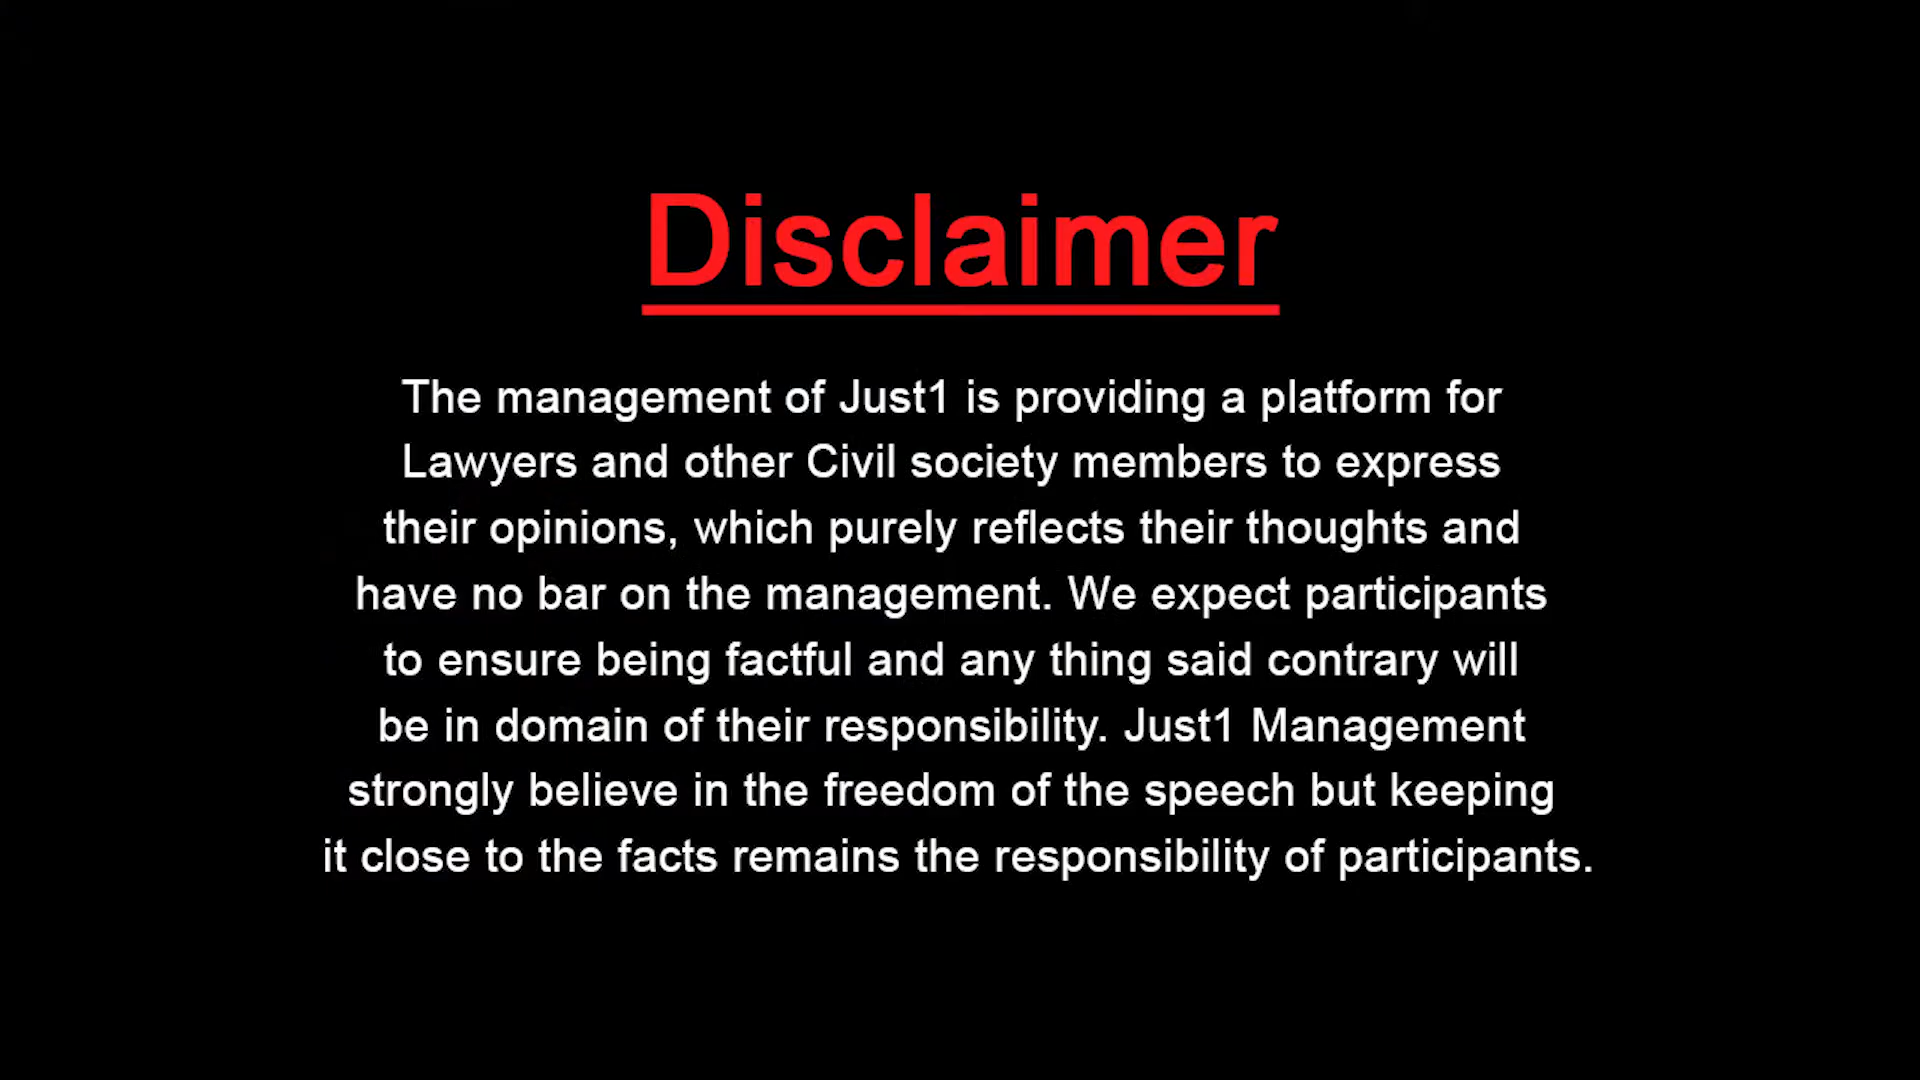 Disclaimer
The management of Just1 is providing a platform for
Lawyers and other Civil society members to express
their opinions, which purely reflects their thoughts and
have no bar on the management. We expect participants
to ensure being factful and any thing said contrary will
be in domain of their responsibility. Just1 Management
strongly believe in the freedom of the speech but keeping
it close to the facts remains the responsibility of participants.